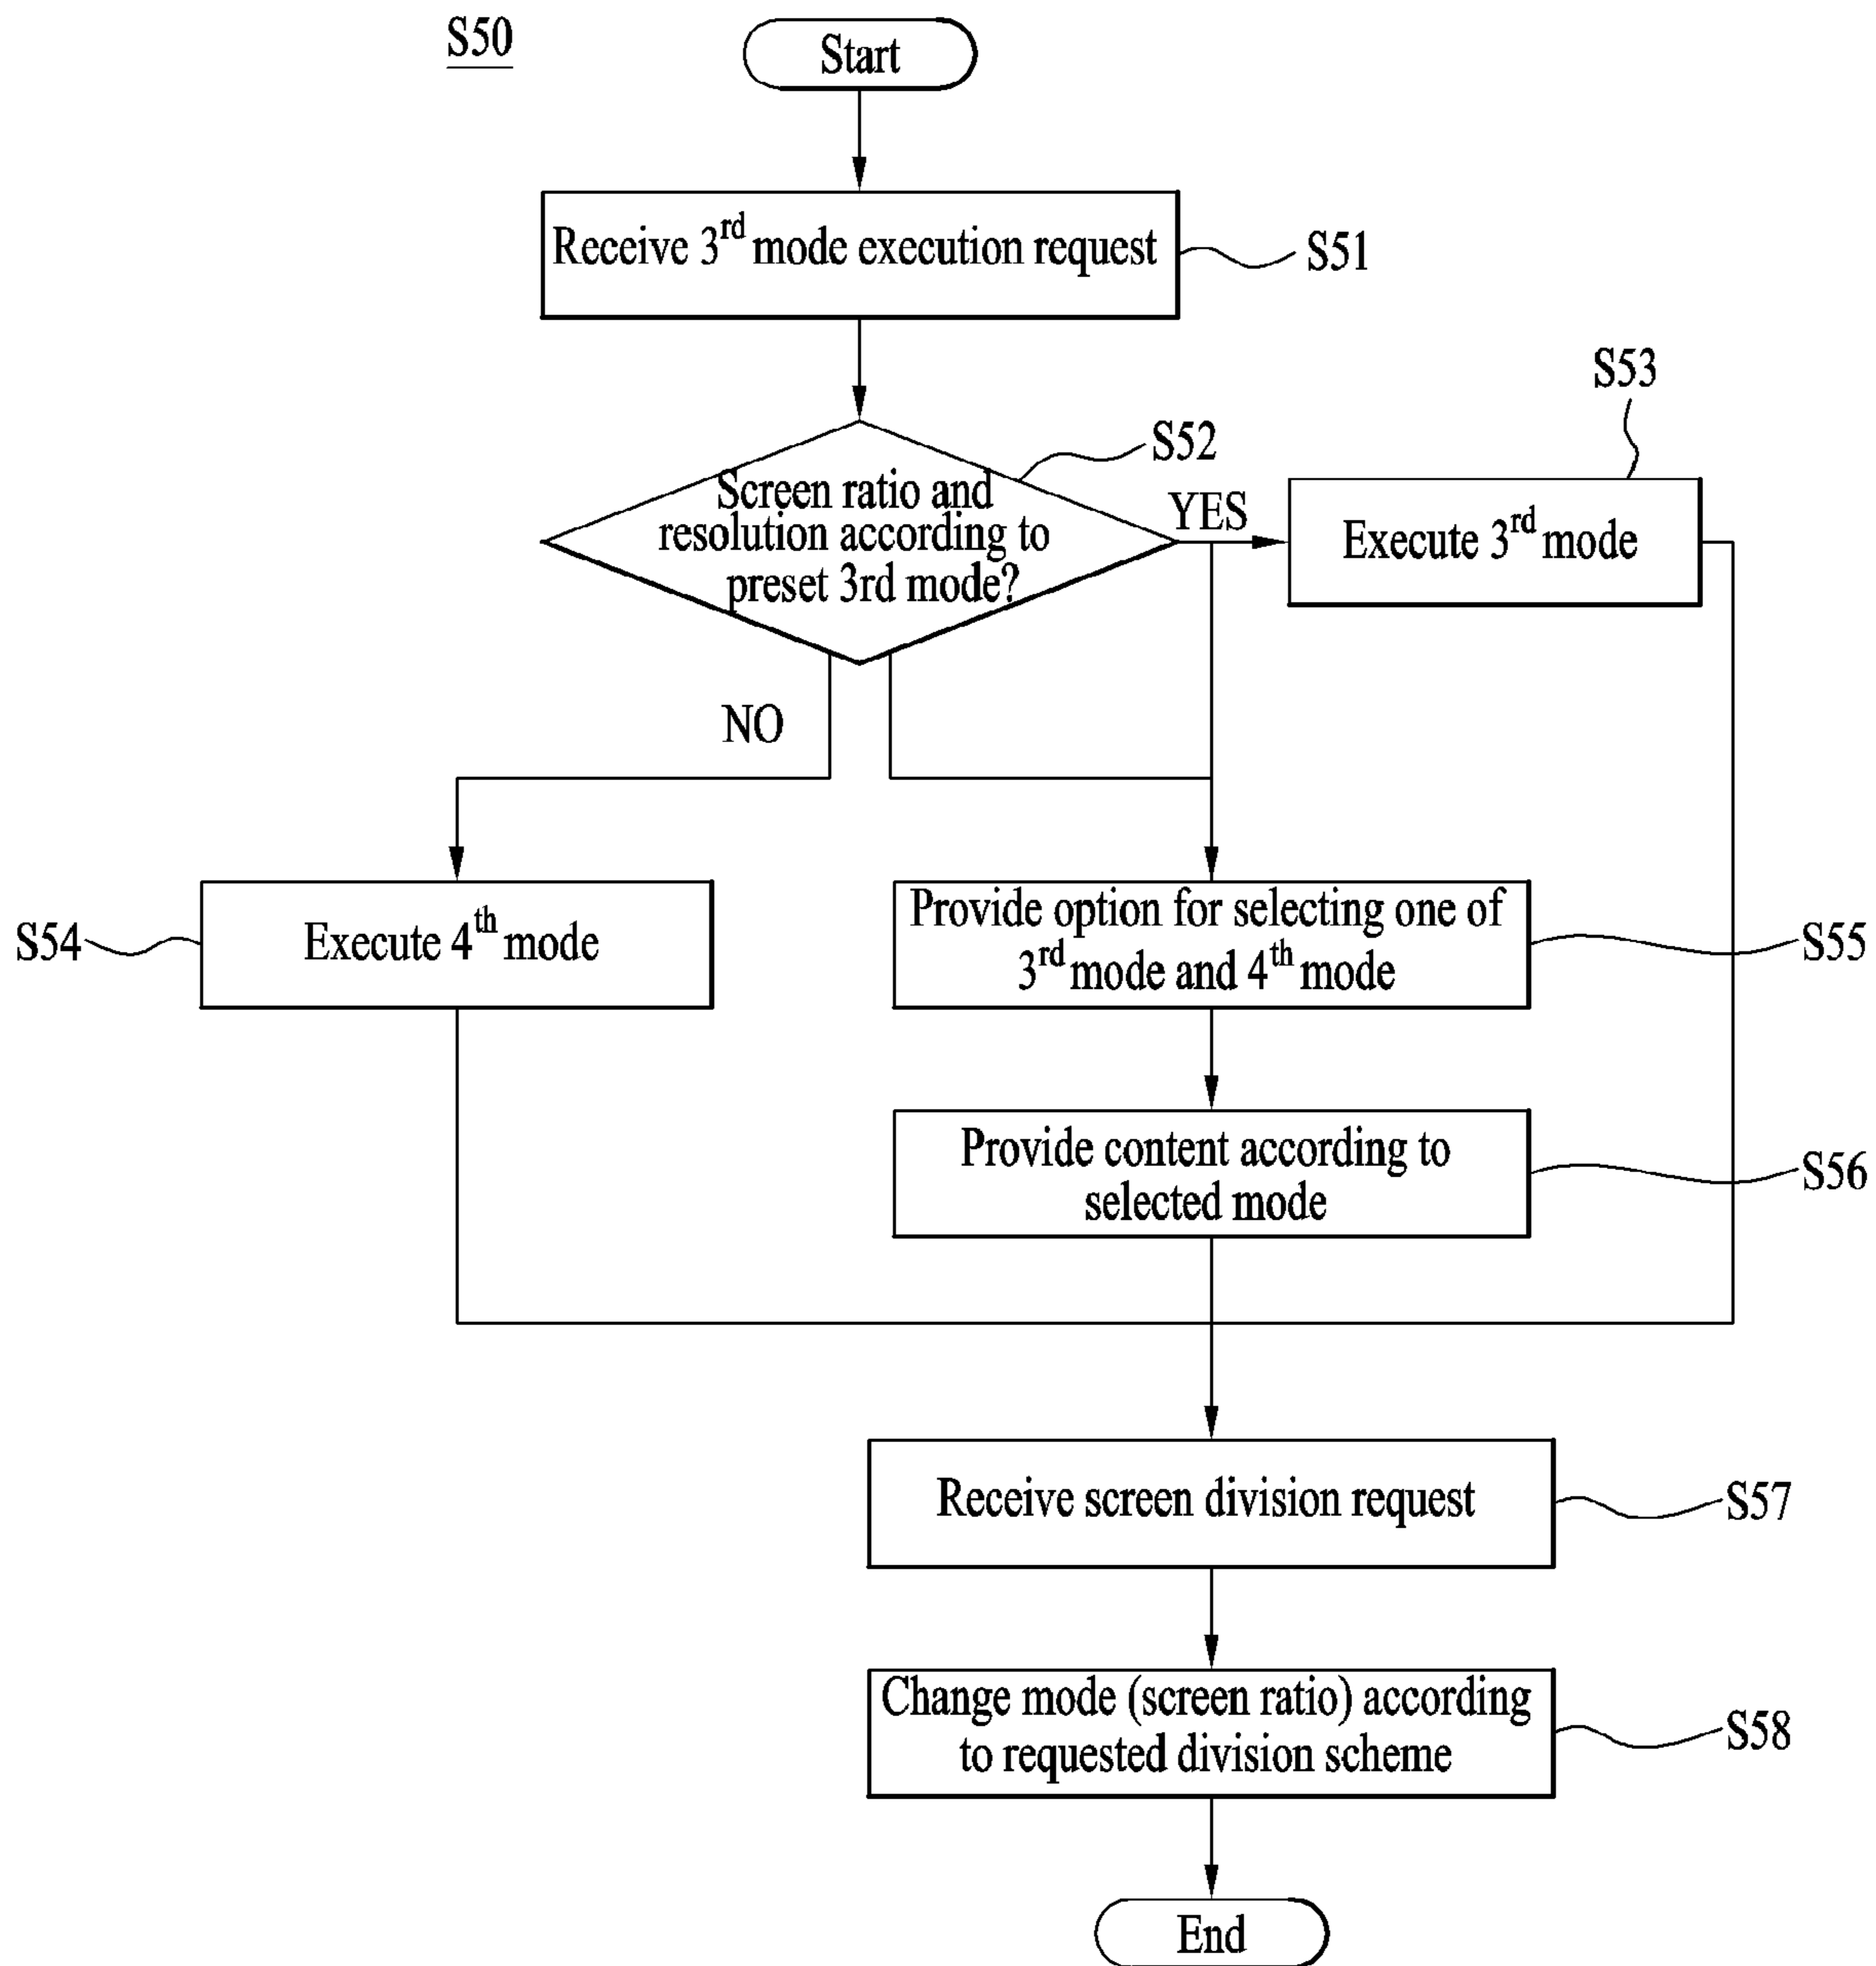 S50
Start
Receive 3rd mode execution request
S51
S53
S52
Screen ratio and
resolution according to
preset 3rd mode?
YES
Execute 3rd mode
NO
S54
Execute 4th mode
Provide option for selecting one of
3rd mode and 4th mode
S55
Provide content according to
selected mode
S56
Receive screen division request
S57
Change mode (screen ratio) according
to requested division scheme
S58
End